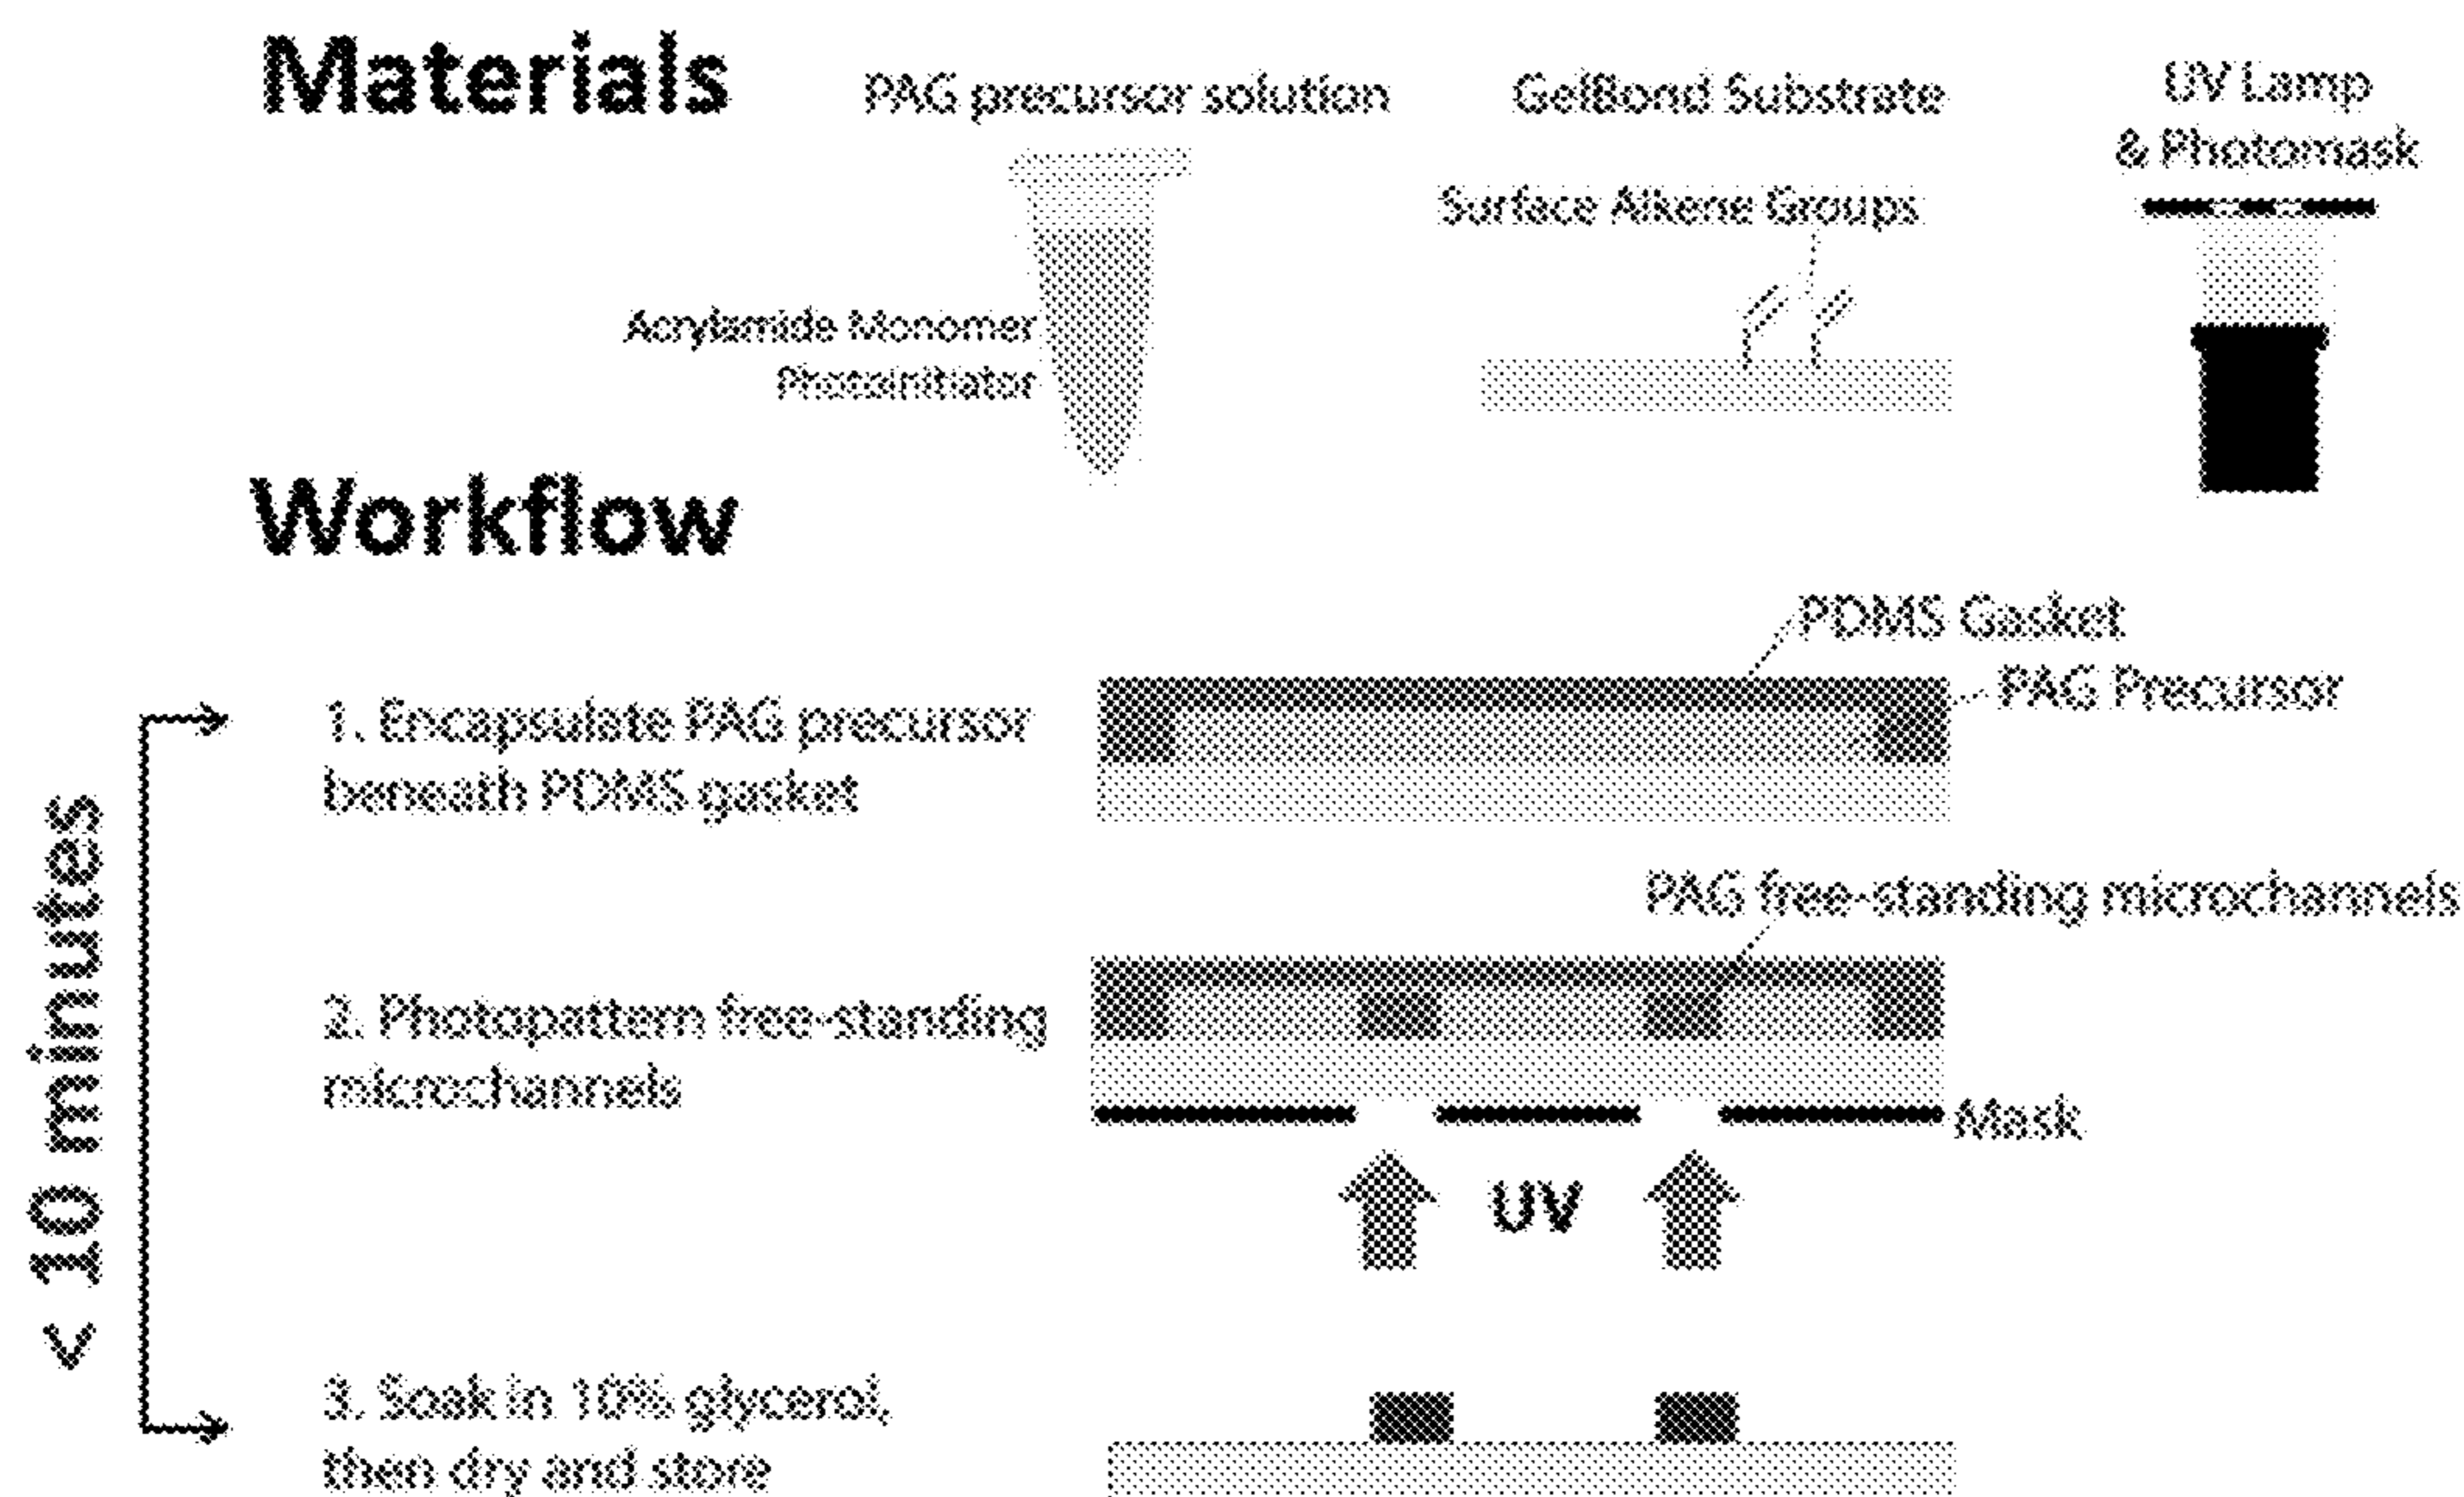 Materials
PAG precursor solution
GelBond Substrate
UV Lamp
& Photomask
Surface Alkene Groups
Acrylamide Monomer
Photoinitiator
Workflow
PDMS Gasket
PAG Precursor
1. Encapsulate PAG precursor
beneath PDMS gasket
PAG free-standing microchannels
2. Photopattern free-standing
microchannels
Mask
UV
< 10 minutes
3. Soak in 10% glycerol,
then dry and store